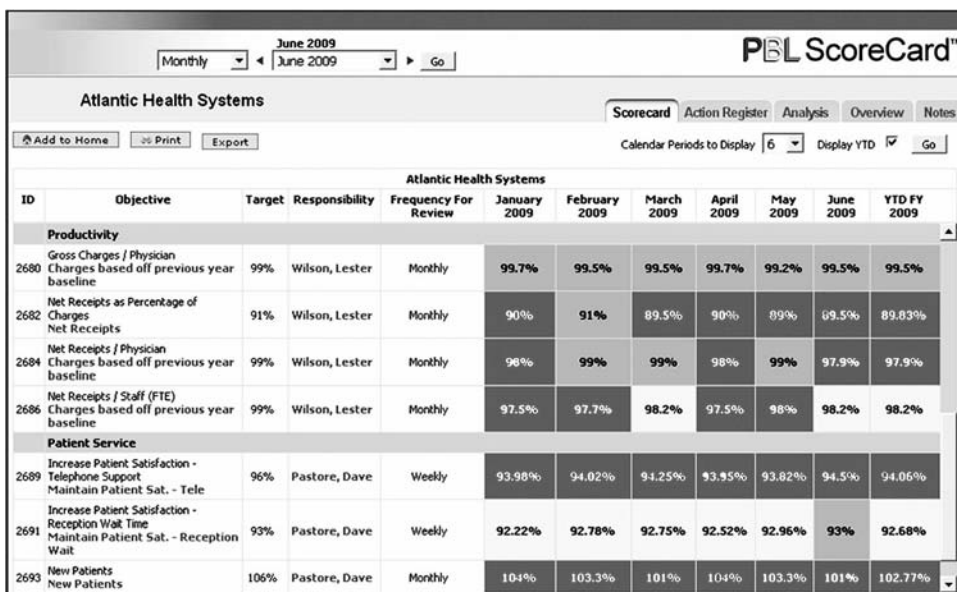 June 2009
Monthly June 2009 Go
PBL ScoreCard™
Atlantic Health Systems
Scorecard Action Register Analysis Overview Notes
Add to Home Print Export
Calendar Periods to Display 6 Display YTD Go
Atlantic Health Systems
ID Objective Target Responsibility Frequency For Review January 2009 February 2009 March 2009 April 2009 May 2009 June 2009 YTD FY 2009
Productivity
Gross Charges / Physician
2680 Charges based off previous year 99% Wilson, Lester Monthly 99.7% 99.5% 99.5% 99.7% 99.2% 99.5% 99.5%
baseline
Net Receipts as Percentage of
2682 Charges 91% Wilson, Lester Monthly 90% 91% 89.5% 90% 89% 89.5% 89.83%
Net Receipts
Net Receipts / Physician
2684 Charges based off previous year 99% Wilson, Lester Monthly 98% 99% 99% 98% 99% 97.9% 97.9%
baseline
Net Receipts / Staff (FTE)
2686 Charges based off previous year 99% Wilson, Lester Monthly 97.5% 97.7% 98.2% 97.5% 98% 98.2% 98.2%
baseline
Patient Service
Increase Patient Satisfaction -
2689 Telephone Support 96% Pastore, Dave Weekly 93.98% 94.02% 94.25% 93.95% 93.82% 94.5% 94.06%
Maintain Patient Sat. - Tele
Increase Patient Satisfaction -
Reception Wait Time
2691 Maintain Patient Sat. - Reception 93% Pastore, Dave Weekly 92.22% 92.78% 92.75% 92.52% 92.96% 93% 92.68%
Wait
New Patients
2693 New Patients 106% Pastore, Dave Monthly 104% 103.3% 101% 104% 103.3% 101% 102.77%